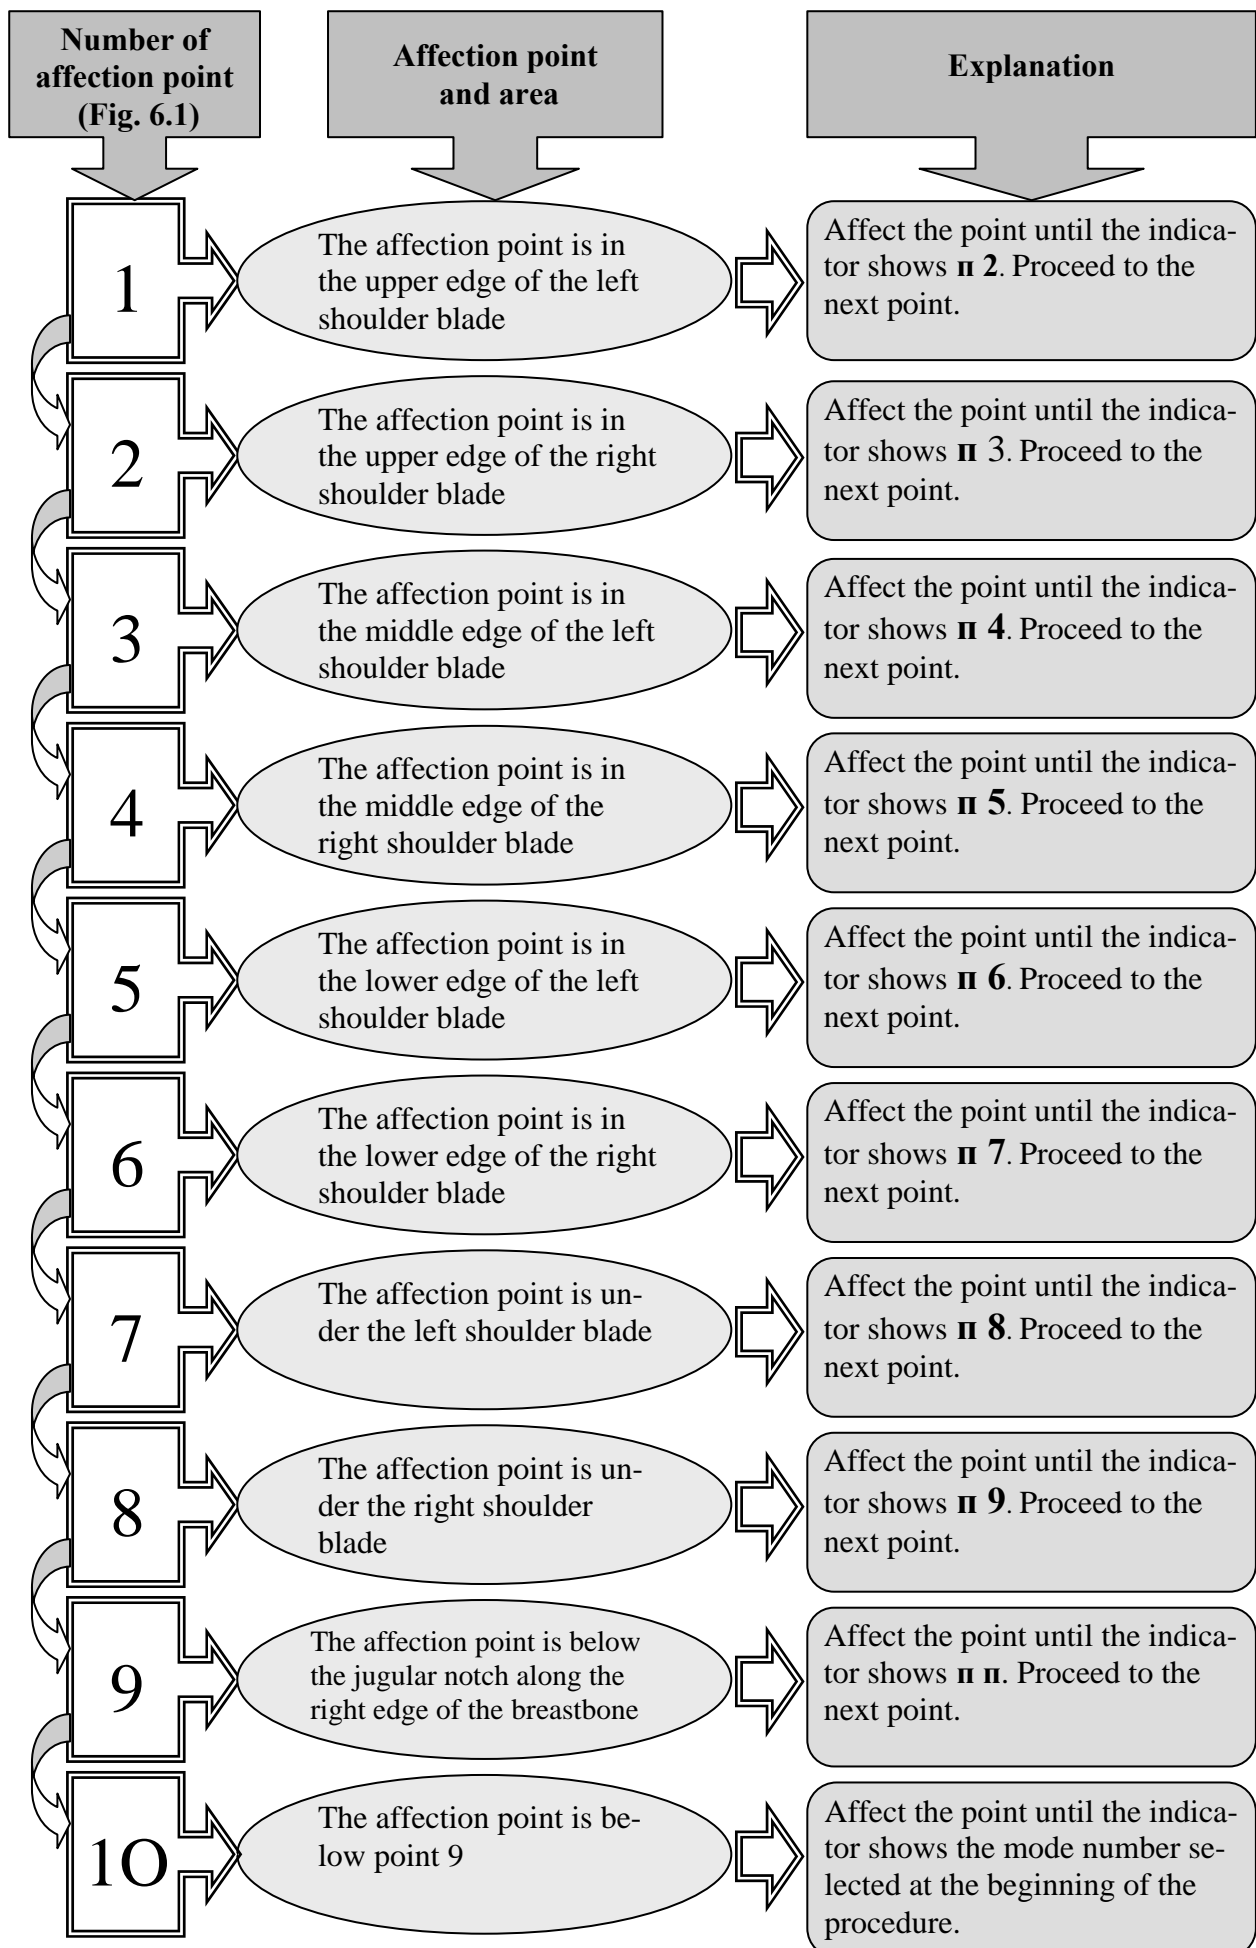 Number of
affection point
(Fig. 6.1)
Affection point
and area
Explanation
1
The affection point is in
the upper edge of the left
shoulder blade
Affect the point until the indica-
tor shows п 2. Proceed to the
next point.
2
The affection point is in
the upper edge of the right
shoulder blade
Affect the point until the indica-
tor shows п 3. Proceed to the
next point.
3
The affection point is in
the middle edge of the left
shoulder blade
Affect the point until the indica-
tor shows п 4. Proceed to the
next point.
4
The affection point is in
the middle edge of the
right shoulder blade
Affect the point until the indica-
tor shows п 5. Proceed to the
next point.
5
The affection point is in
the lower edge of the left
shoulder blade
Affect the point until the indica-
tor shows п 6. Proceed to the
next point.
6
The affection point is in
the lower edge of the right
shoulder blade
Affect the point until the indica-
tor shows п 7. Proceed to the
next point.
7
The affection point is un-
der the left shoulder blade
Affect the point until the indica-
tor shows п 8. Proceed to the
next point.
8
The affection point is un-
der the right shoulder
blade
Affect the point until the indica-
tor shows п 9. Proceed to the
next point.
9
The affection point is below
the jugular notch along the
right edge of the breastbone
Affect the point until the indica-
tor shows п п. Proceed to the
next point.
1O
The affection point is be-
low point 9
Affect the point until the indica-
tor shows the mode number se-
lected at the beginning of the
procedure.